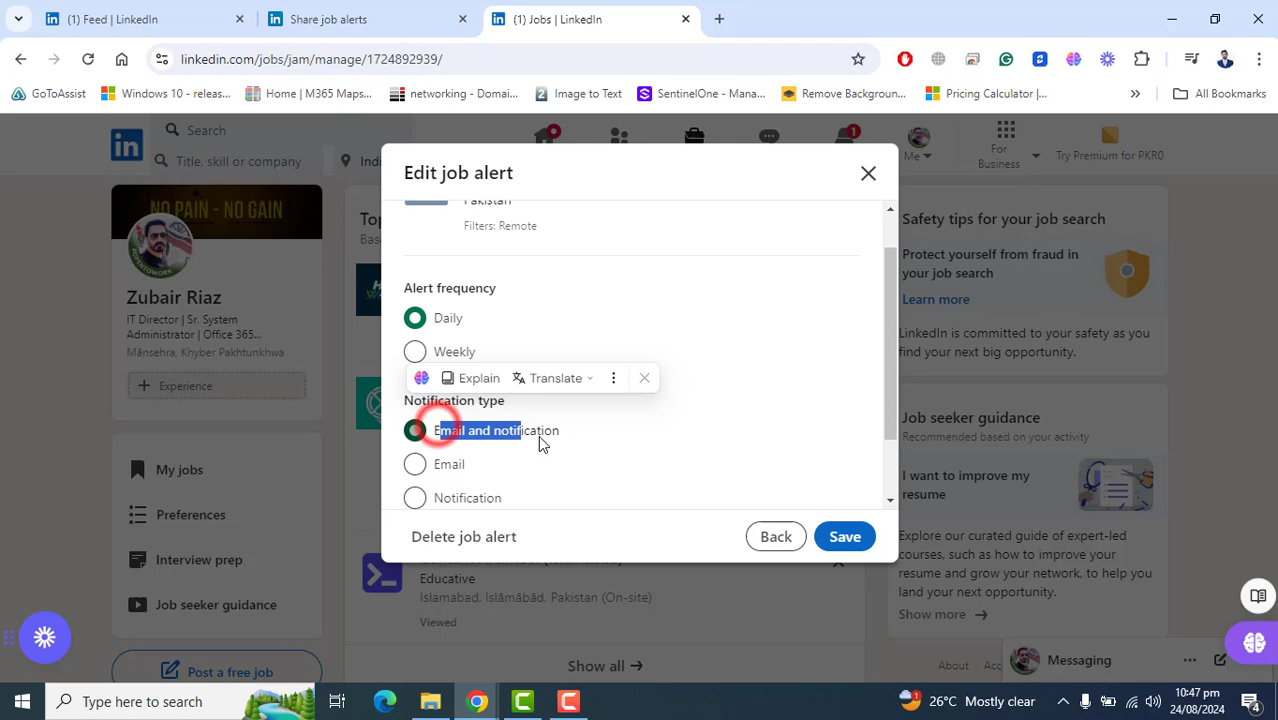 (1) Feed | LinkedIn
Share job alerts
(1) Jobs | LinkedIn
linkedin.com/jobs/jam/manage/1724892939/
GoToAssist
Windows 10 - releas...
Home | M365 Maps...
networking - Domai...
Image to Text
SentinelOne - Mana...
Remove Background...
Pricing Calculator |...
All Bookmarks
Search
Title, skill or company
Indi
1
Me
For
Business
Try Premium for PKR0
Edit job alert
Pakistan
Filters: Remote
Alert frequency
Daily
Weekly
Explain
Translate
Notification type
Email and notification
Email
Notification
Delete job alert
Back
Save
NO PAIN - NO GAIN
#OPENTOWORK
Zubair Riaz
IT Director | Sr. System
Administrator | Office 365...
Mānsehra, Khyber Pakhtunkhwa
+ Experience
My jobs
Preferences
Interview prep
Job seeker guidance
Post a free job
Top
Base
Educative
Islamabad, Islāmābād, Pakistan (On-site)
Viewed
Show all
Safety tips for your job search
Protect yourself from fraud in
your job search
Learn more
LinkedIn is committed to your safety as you
find your next big opportunity.
Job seeker guidance
Recommended based on your activity
I want to improve my
resume
Explore our curated guide of expert-led
courses, such as how to improve your
resume and grow your network, to help you
land your next opportunity.
Show more
About
Acc
Messaging
Type here to search
26°C Mostly clear
10:47 pm
24/08/2024
4